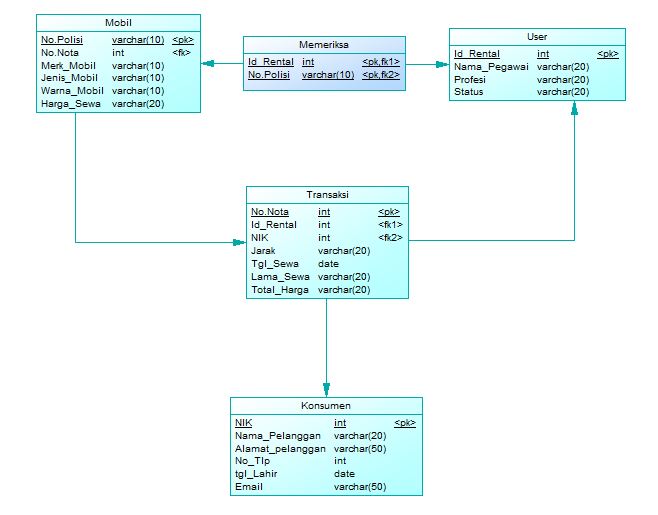 Mobil
No.Polisi varchar(10) <pk>
No.Nota int <fk>
Merk_Mobil varchar(10)
Jenis_Mobil varchar(10)
Warna_Mobil varchar(10)
Harga_Sewa varchar(20)
Memeriksa
Id_Rental int <pk,fk1>
No.Polisi varchar(10) <pk,fk2>
User
Id_Rental int <pk>
Nama_Pegawai varchar(20)
Profesi varchar(20)
Status varchar(20)
Transaksi
No.Nota int <pk>
Id_Rental int <fk1>
NIK int <fk2>
Jarak varchar(20)
Tgl_Sewa date
Lama_Sewa varchar(20)
Total_Harga varchar(20)
Konsumen
NIK int <pk>
Nama_Pelanggan varchar(20)
Alamat_pelanggan varchar(50)
No_Tlp int
tgl_Lahir date
Email varchar(50)